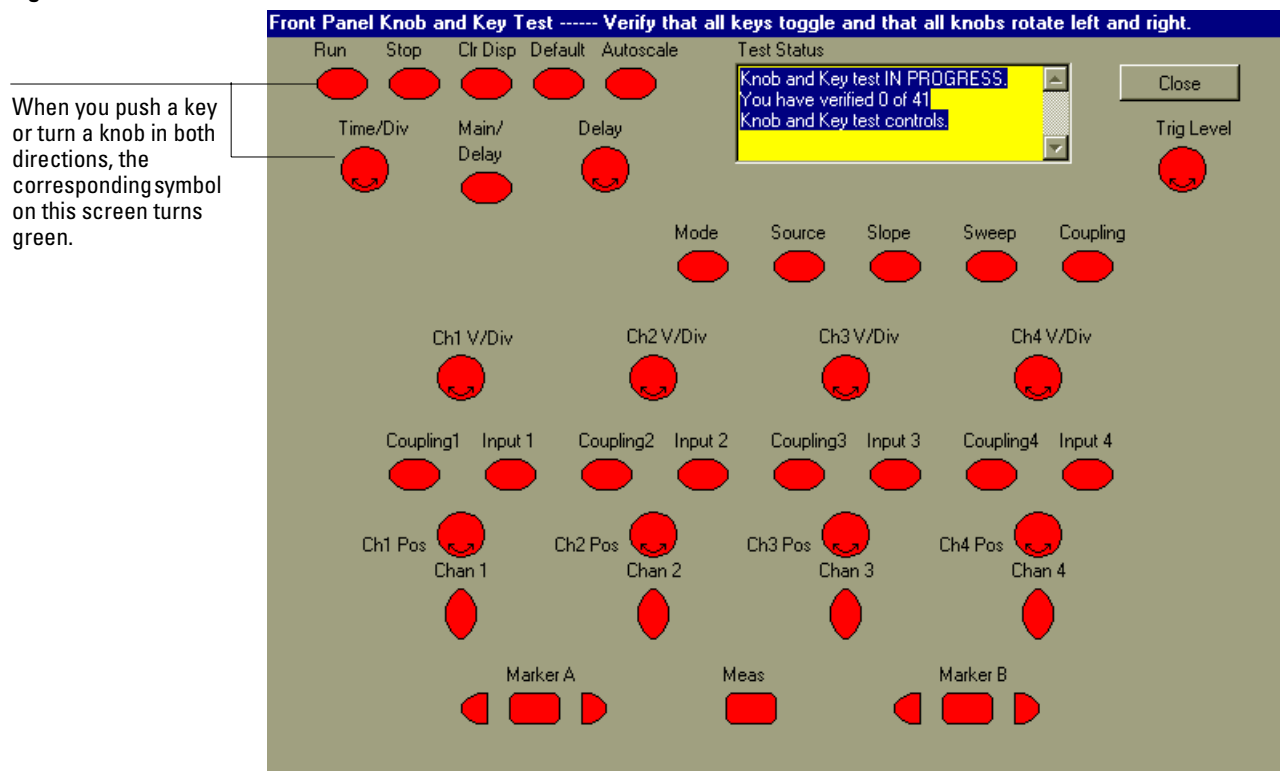 Front Panel Knob and Key Test ------ Verify that all keys toggle and that all knobs rotate left and right.
Run Stop Clr Disp Default Autoscale Test Status
Knob and Key test IN PROGRESS.
You have verified 0 of 41
Knob and Key test controls.
Close
When you push a key
or turn a knob in both
directions, the
corresponding symbol
on this screen turns
green.
Time/Div Main/
Delay
Delay
Trig Level
Mode Source Slope Sweep Coupling
Ch1 V/Div Ch2 V/Div Ch3 V/Div Ch4 V/Div
Coupling1 Input 1 Coupling2 Input 2 Coupling3 Input 3 Coupling4 Input 4
Ch1 Pos Ch2 Pos Ch3 Pos Ch4 Pos
Chan 1 Chan 2 Chan 3 Chan 4
Marker A Meas Marker B